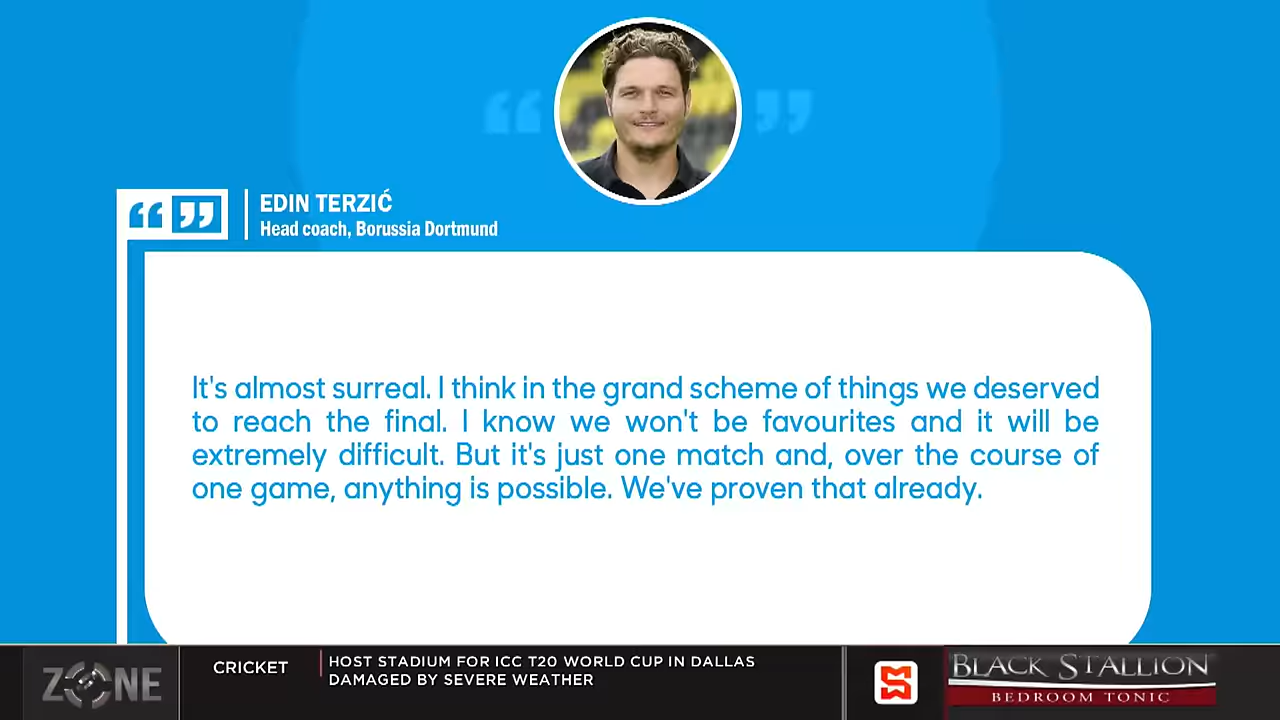 EDIN TERZIĆ
Head coach, Borussia Dortmund
It's almost surreal. I think in the grand scheme of things we deserved
to reach the final. I know we won't be favourites and it will be
extremely difficult. But it's just one match and, over the course of
one game, anything is possible. We've proven that already.
ZONE
CRICKET
HOST STADIUM FOR ICC T20 WORLD CUP IN DALLAS
DAMAGED BY SEVERE WEATHER
BLACK STALLION
BEDROOM TONIC